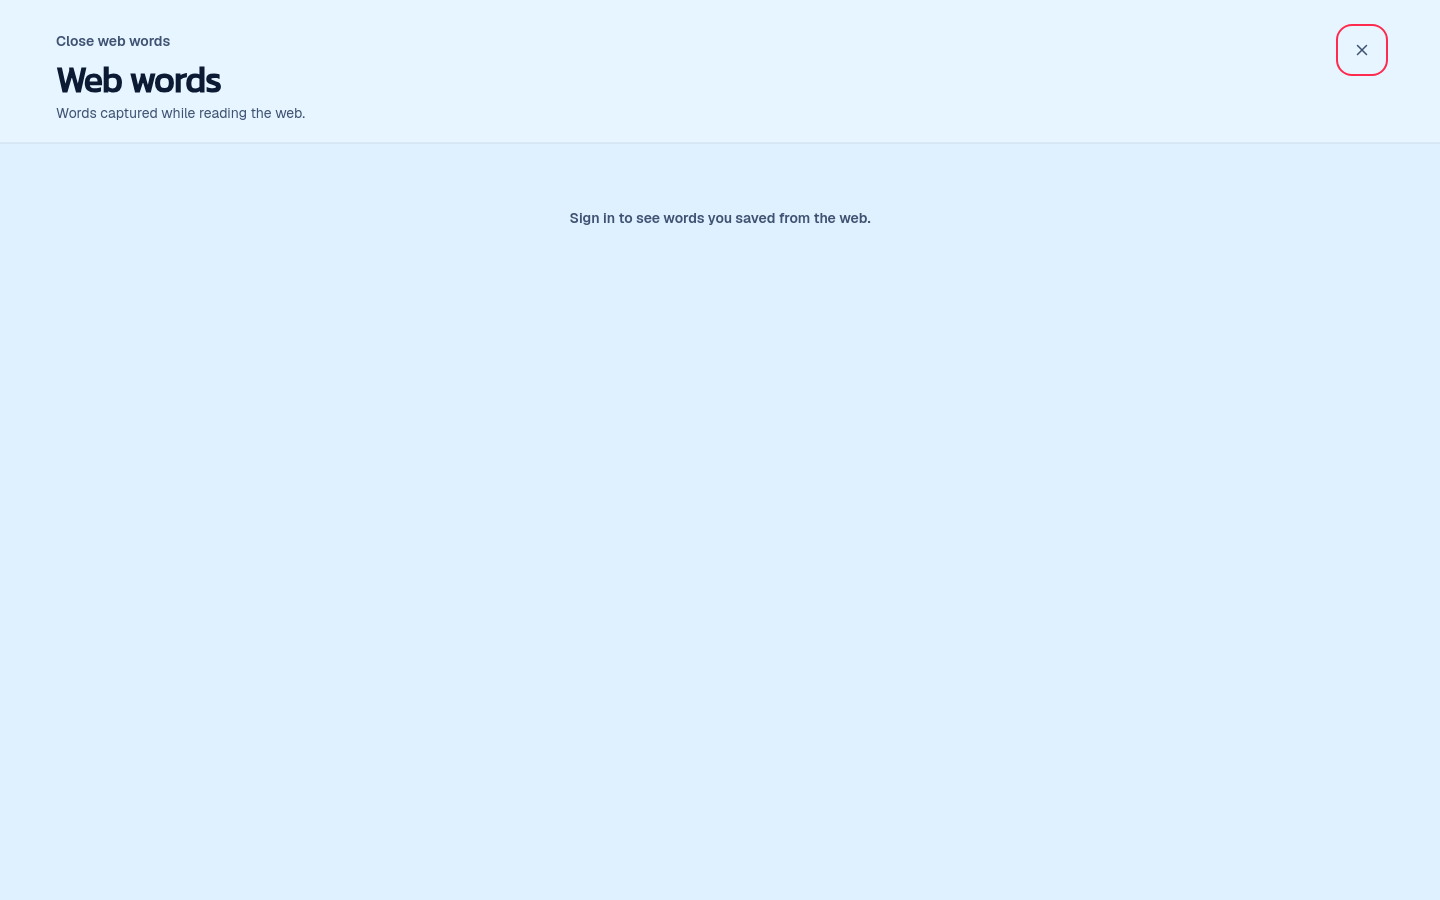 Close web words
Web words
Words captured while reading the web.
Sign in to see words you saved from the web.